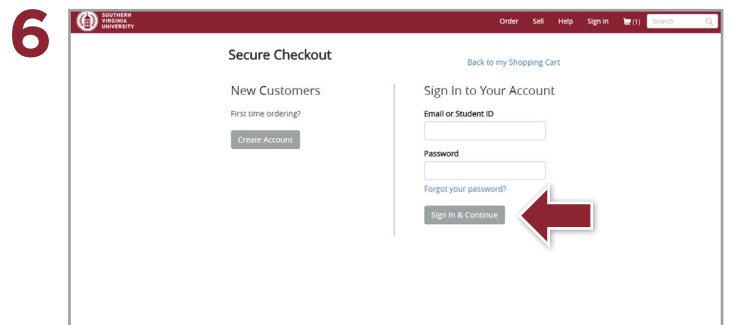 6
SOUTHERN
VIRGINIA
UNIVERSITY
Order Sell Help Sign In (1) Search
Secure Checkout
Back to my Shopping Cart
New Customers
First time ordering?
Create Account
Sign In to Your Account
Email or Student ID
Password
Forgot your password?
Sign In & Continue